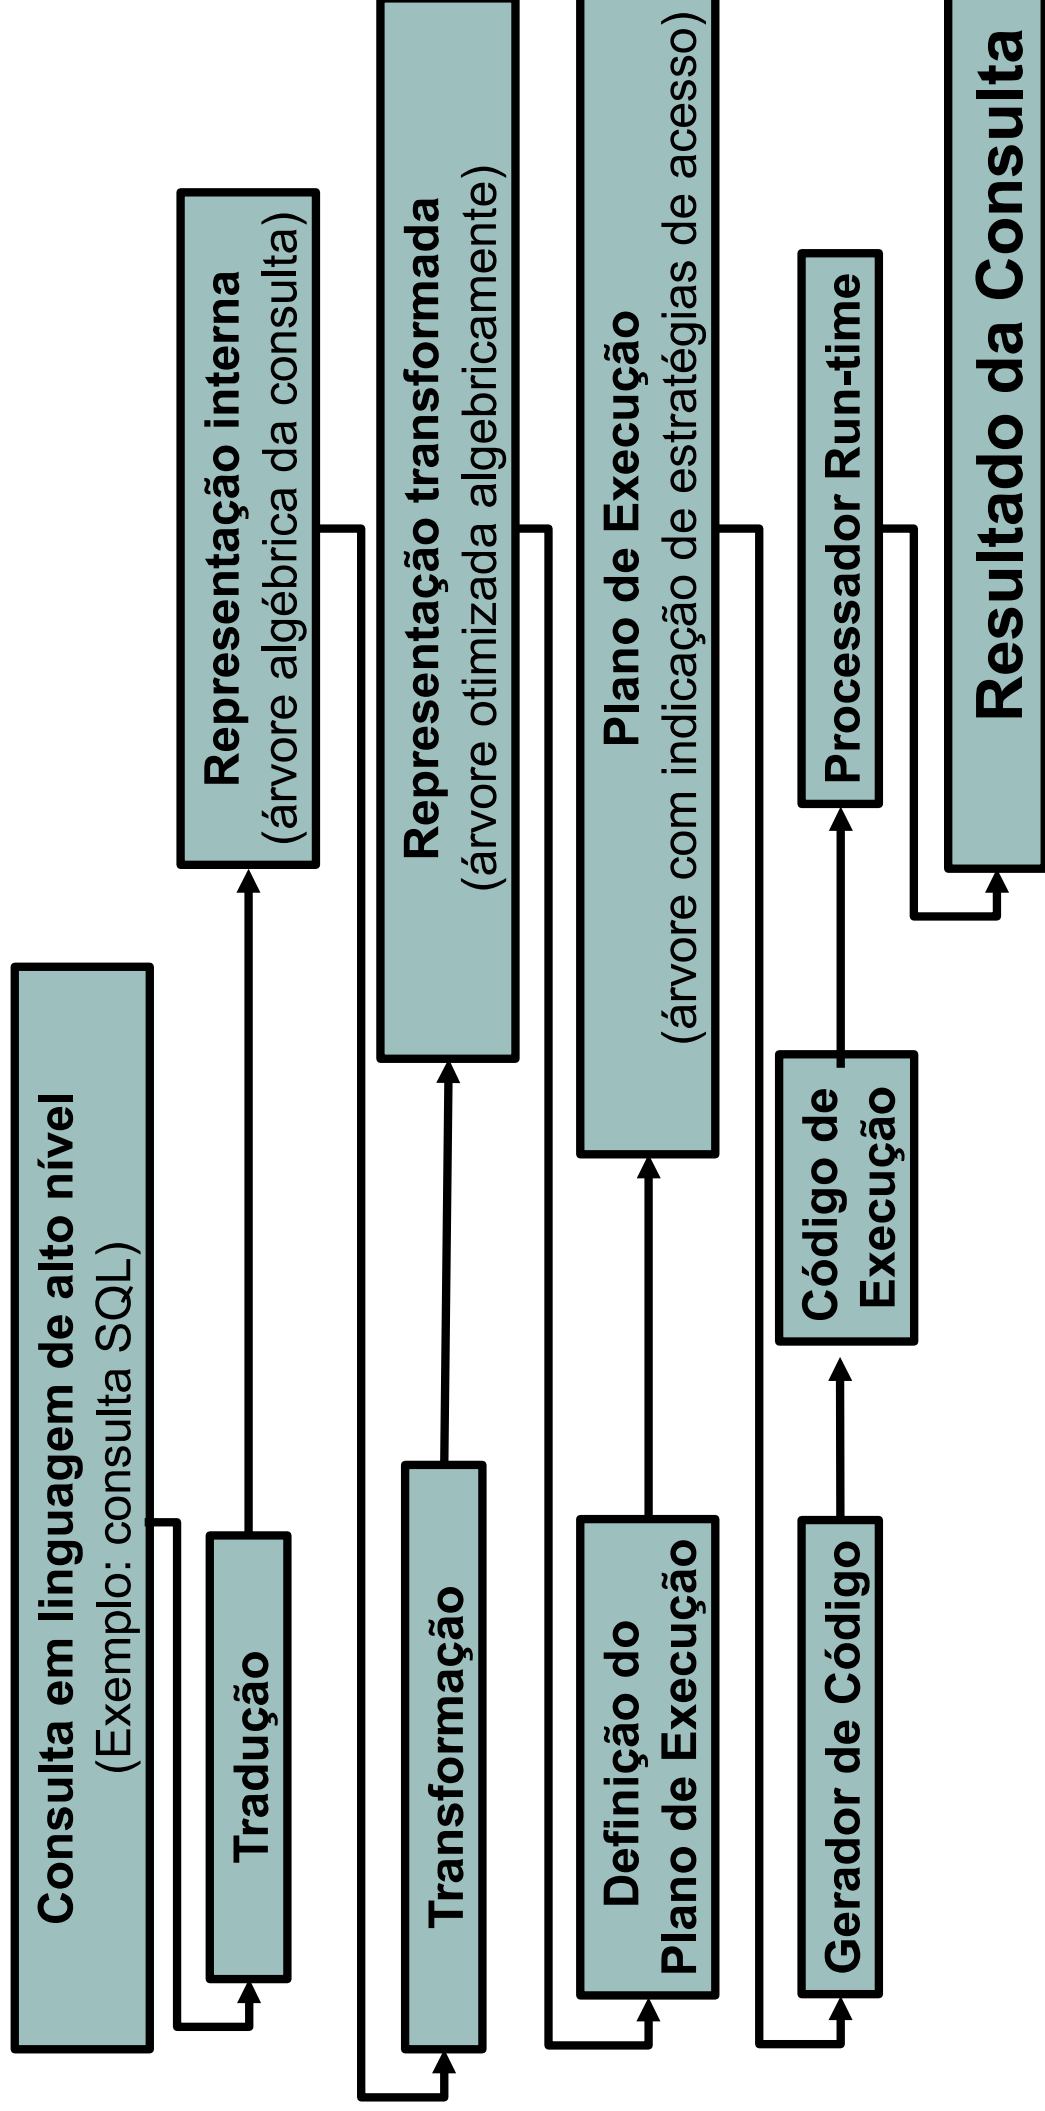 Consulta em linguagem de alto nível
(Exemplo: consulta SQL)
Tradução
Representação interna
(árvore algébrica da consulta)
Transformação
Representação transformada
(árvore otimizada algebricamente)
Definição do
Plano de Execução
Plano de Execução
(árvore com indicação de estratégias de acesso)
Gerador de Código
Código de
Execução
Processador Run-time
Resultado da Consulta